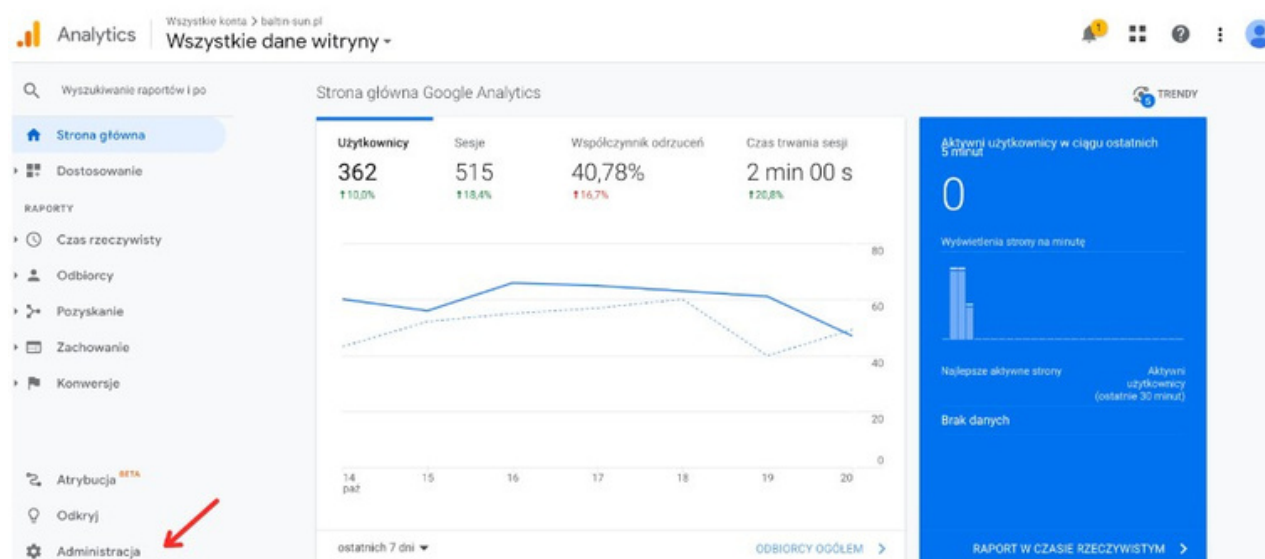 Analytics
Wszystkie konta > baltin-sun.pl
Wszystkie dane witryny
1
Wyszukiwanie raportów i po
Strona główna
Dostosowanie
RAPORTY
Czas rzeczywisty
Odbiorcy
Pozyskanie
Zachowanie
Konwersje
Atrybucja BETA
Odkryj
Administracja
Strona główna Google Analytics
5 TRENDY
Użytkownicy
362
↑10,0%
Sesje
515
↑18,4%
Współczynnik odrzuceń
40,78%
↑16,7%
Czas trwania sesji
2 min 00 s
↑20,8%
80
60
40
20
0
14 15 16 17 18 19 20
paź
ostatnich 7 dni
ODBIORCY OGÓŁEM >
Aktywni użytkownicy w ciągu ostatnich
5 minut
0
Wyświetlenia strony na minutę
Najlepsze aktywne strony
Aktywni
użytkownicy
(ostatnie 30 minut)
Brak danych
RAPORT W CZASIE RZECZYWISTYM >